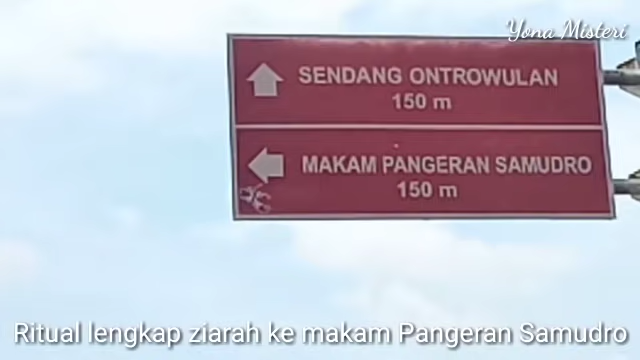 Yona Misteri
SENDANG ONTROWULAN
150 m
MAKAM PANGERAN SAMUDRO
150 m
Ritual lengkap ziarah ke makam Pangeran Samudro